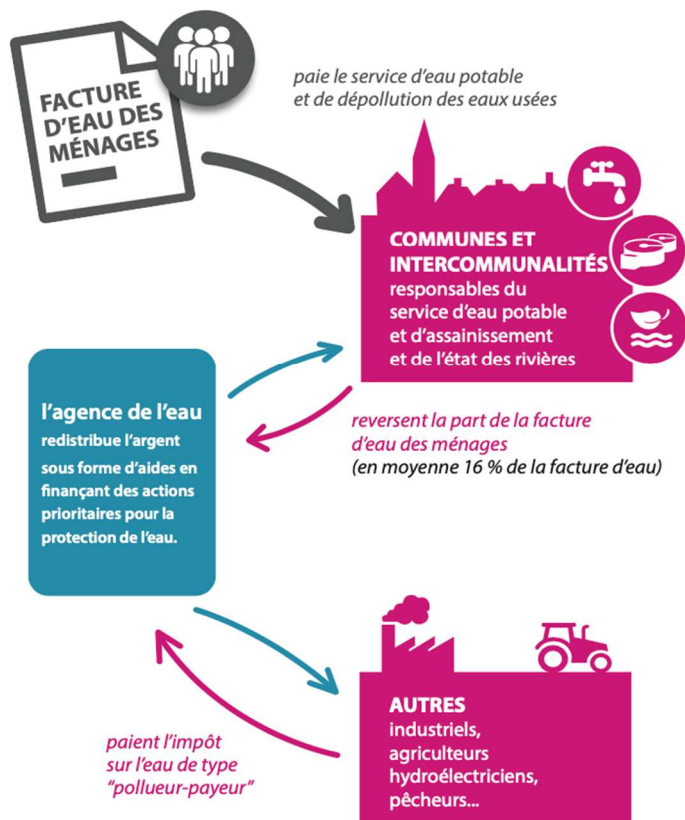 FACTURE
D'EAU DES
MÉNAGES
paie le service d'eau potable
et de dépollution des eaux usées
COMMUNES ET
INTERCOMMUNALITÉS
responsables du
service d'eau potable
et d'assainissement
et de l'état des rivières
l'agence de l'eau
redistribue l'argent
sous forme d'aides en
finançant des actions
prioritaires pour la
protection de l'eau.
reversent la part de la facture
d'eau des ménages
(en moyenne 16 % de la facture d'eau)
paient l'impôt
sur l'eau de type
"pollueur-payeur"
AUTRES
industriels,
agriculteurs
hydroélectriciens,
pêcheurs...